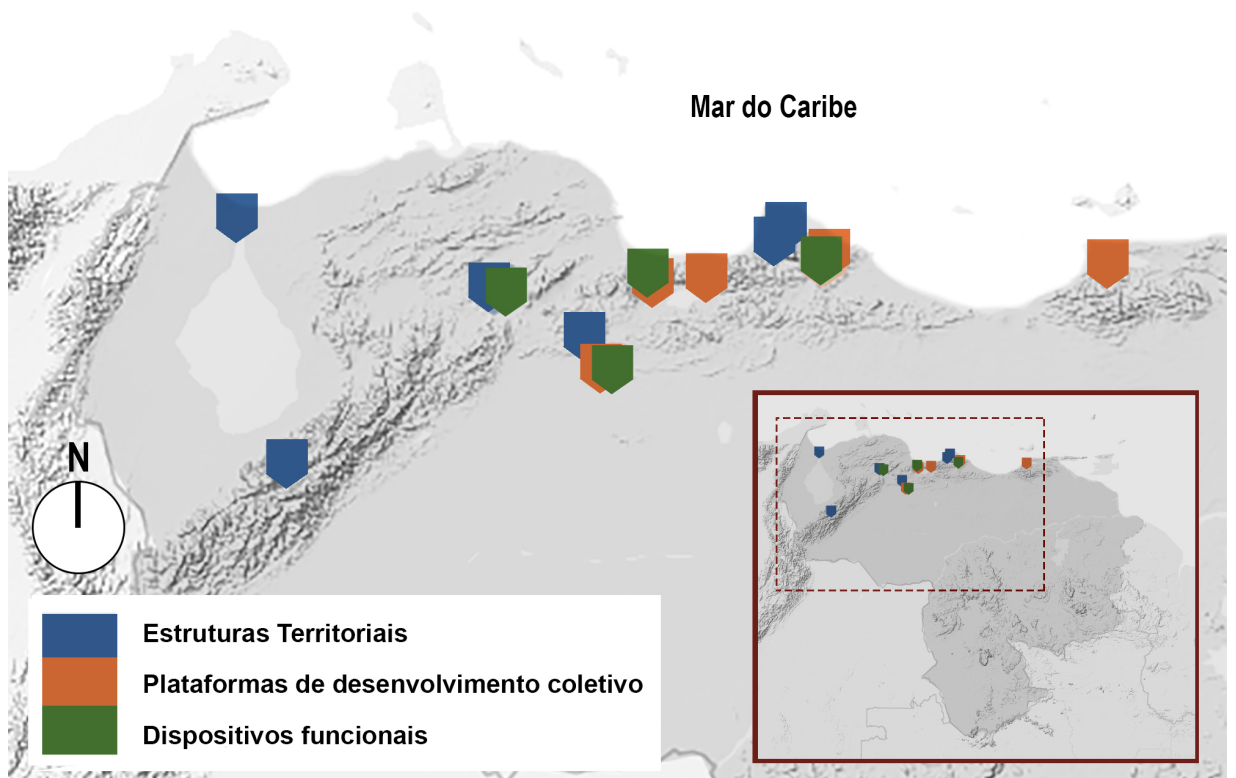 Mar do Caribe
N
Estruturas Territoriais
Plataformas de desenvolvimento coletivo
Dispositivos funcionais